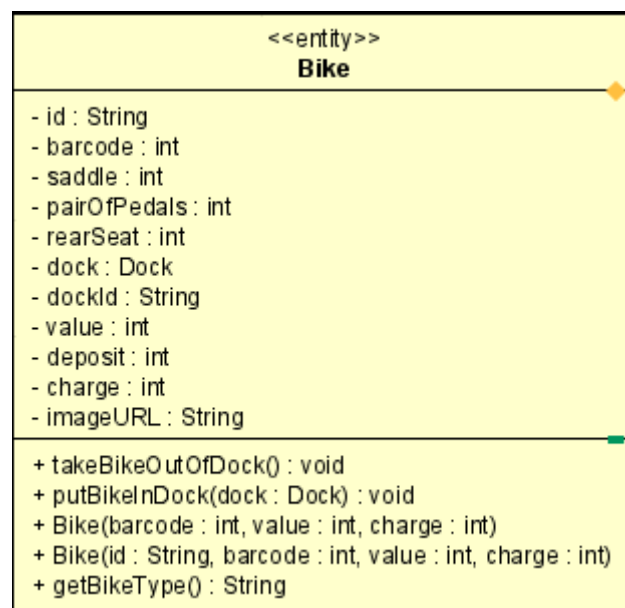 <<entity>>
Bike
- id : String
- barcode : int
- saddle : int
- pairOfPedals : int
- rearSeat : int
- dock : Dock
- dockId : String
- value : int
- deposit : int
- charge : int
- imageURL : String
+ takeBikeOutOfDock() : void
+ putBikeInDock(dock : Dock) : void
+ Bike(barcode : int, value : int, charge : int)
+ Bike(id : String, barcode : int, value : int, charge : int)
+ getBikeType() : String